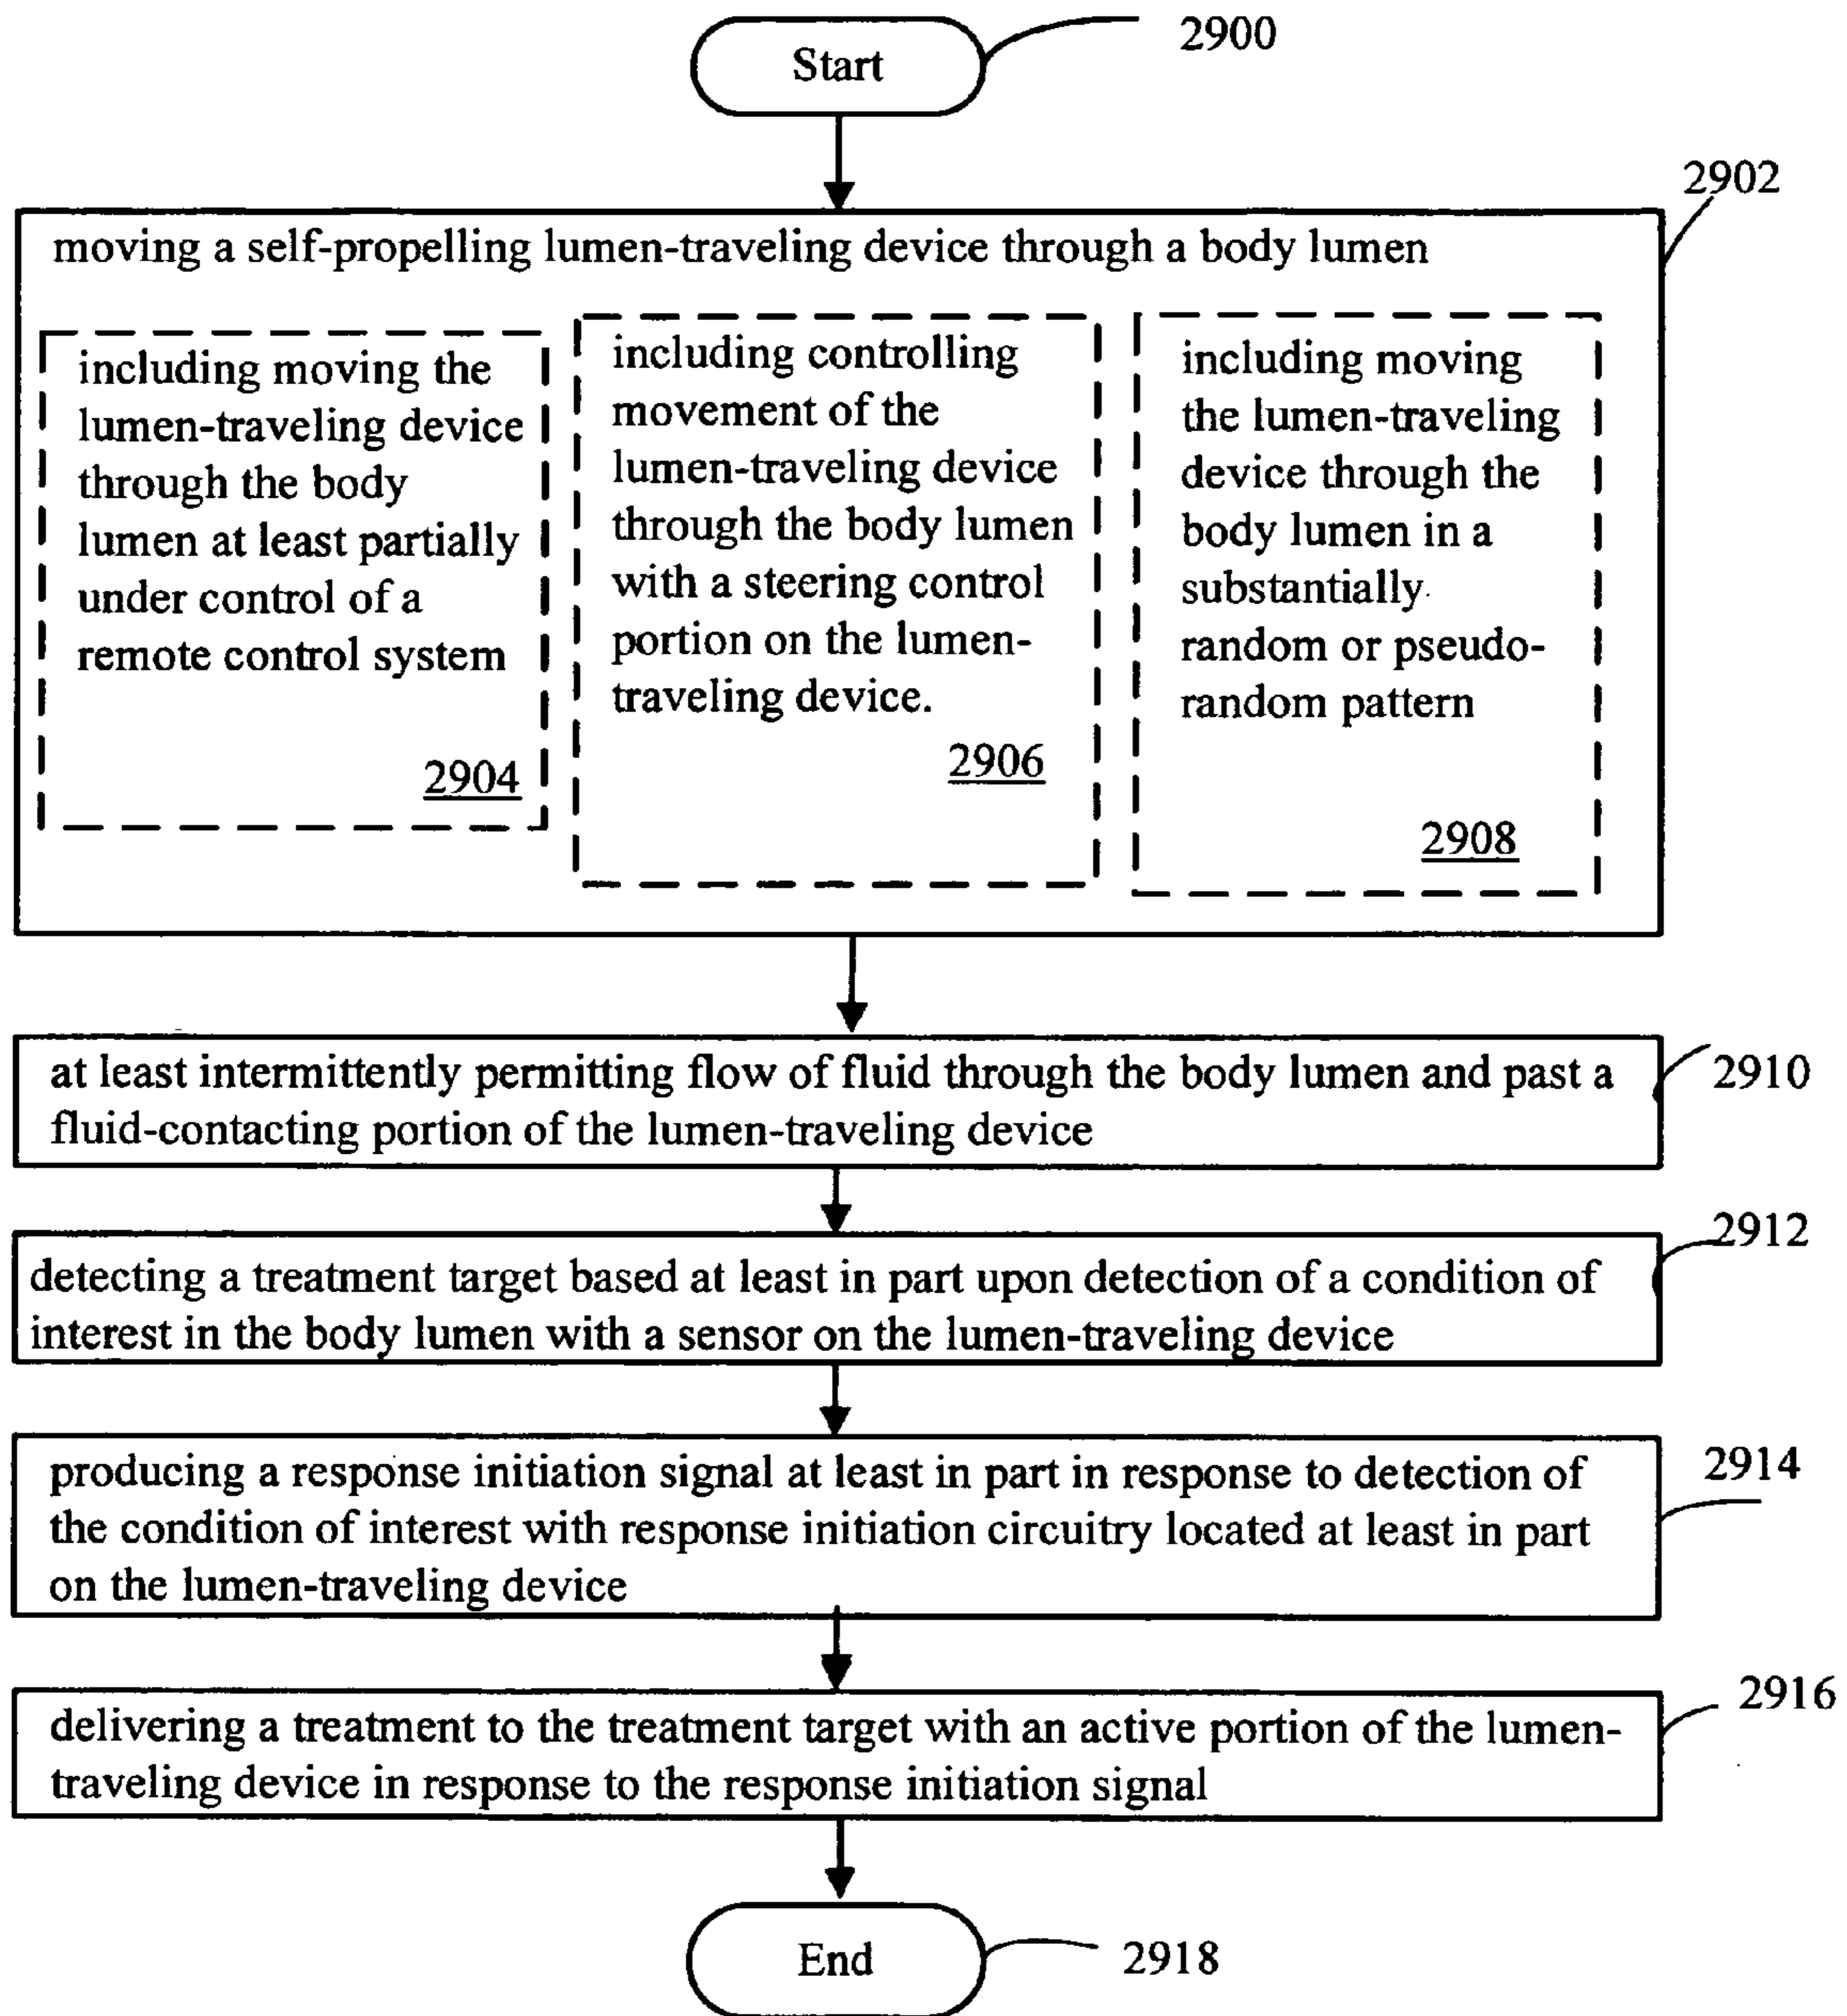 Start
2900
2902
moving a self-propelling lumen-traveling device through a body lumen
including moving the
lumen-traveling device
through the body
lumen at least partially
under control of a
remote control system
2904
including controlling
movement of the
lumen-traveling device
through the body lumen
with a steering control
portion on the lumen-
traveling device.
2906
including moving
the lumen-traveling
device through the
body lumen in a
substantially
random or pseudo-
random pattern
2908
at least intermittently permitting flow of fluid through the body lumen and past a
fluid-contacting portion of the lumen-traveling device
2910
detecting a treatment target based at least in part upon detection of a condition of
interest in the body lumen with a sensor on the lumen-traveling device
2912
producing a response initiation signal at least in part in response to detection of
the condition of interest with response initiation circuitry located at least in part
on the lumen-traveling device
2914
delivering a treatment to the treatment target with an active portion of the lumen-
traveling device in response to the response initiation signal
2916
End
2918